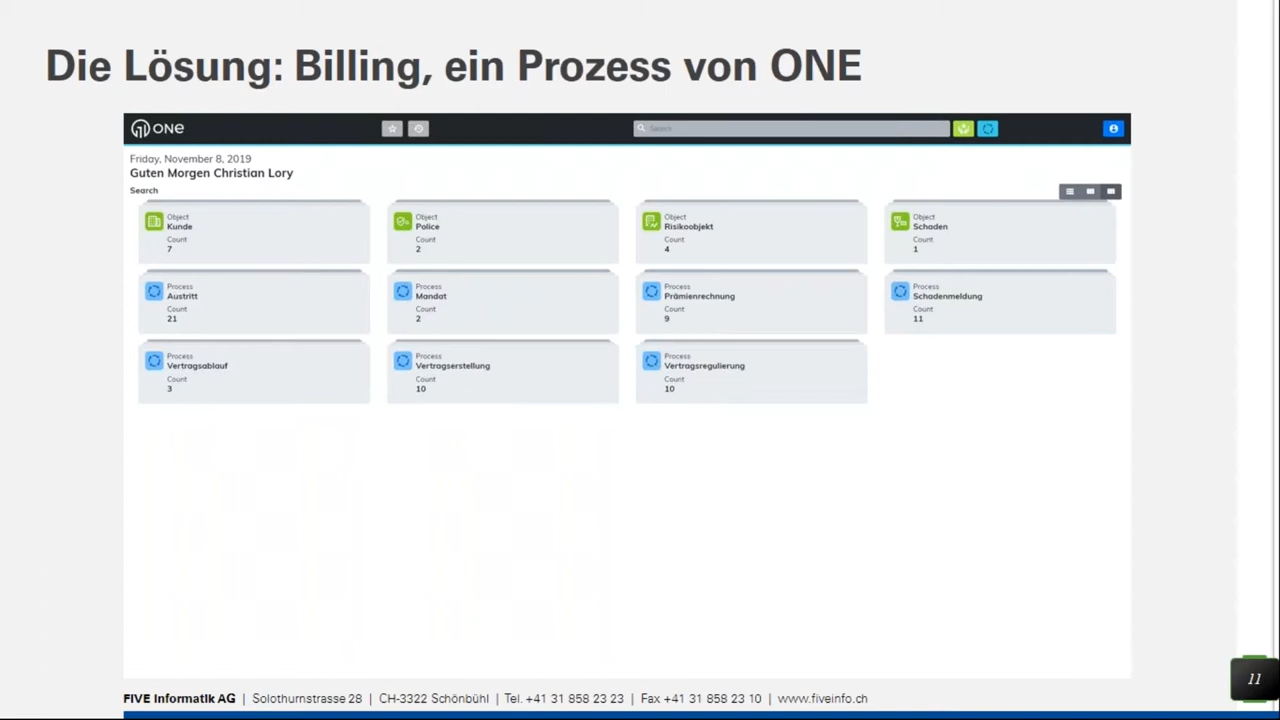 Die Lösung: Billing, ein Prozess von ONE
ONE
Search
Friday, November 8, 2019
Guten Morgen Christian Lory
Search
Object
Kunde
Count
7
Object
Police
Count
2
Object
Risikoobjekt
Count
4
Object
Schaden
Count
1
Process
Austritt
Count
21
Process
Mandat
Count
2
Process
Prämienrechnung
Count
9
Process
Schadenmeldung
Count
11
Process
Vertragsablauf
Count
3
Process
Vertragserstellung
Count
10
Process
Vertragsregulierung
Count
10
FIVE Informatik AG | Solothurnstrasse 28 | CH-3322 Schönbühl | Tel. +41 31 858 23 23 | Fax +41 31 858 23 10 | www.fiveinfo.ch
11